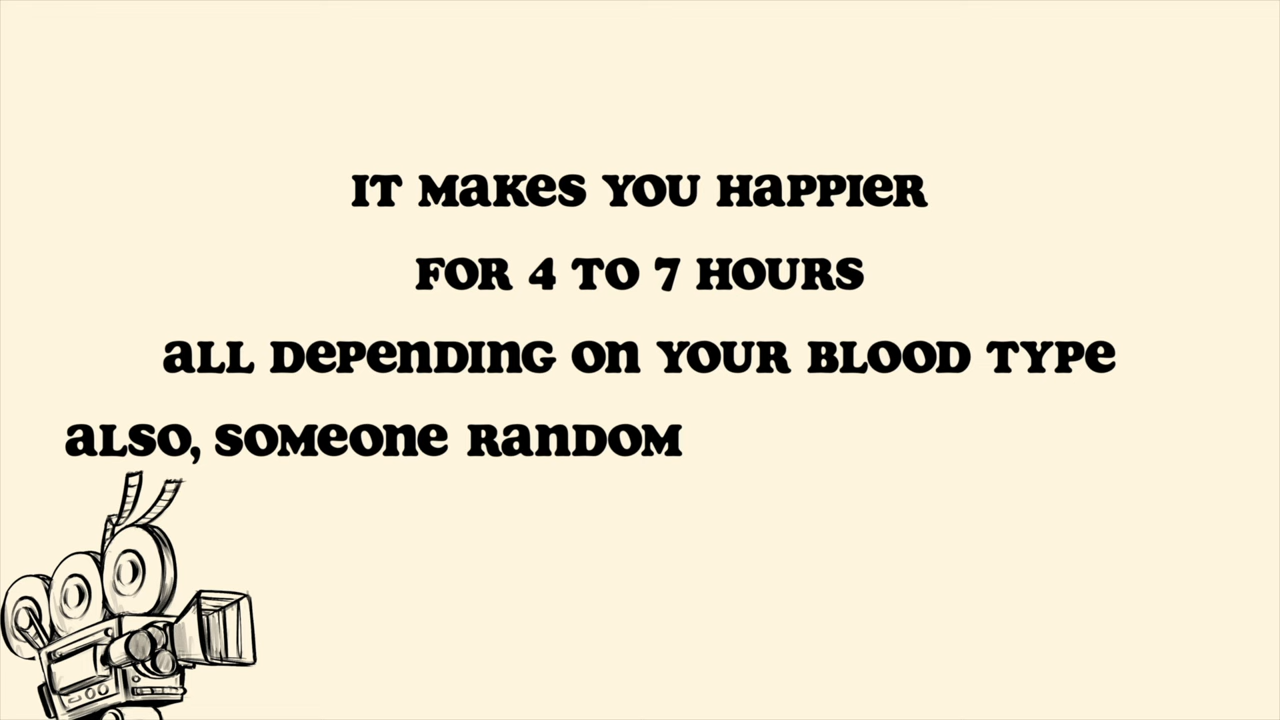 IT MAKES YOU HAPPIER
FOR 4 TO 7 HOURS
ALL DEPENDING ON YOUR BLOOD TYPE
ALSO, SOMEONE RANDOM